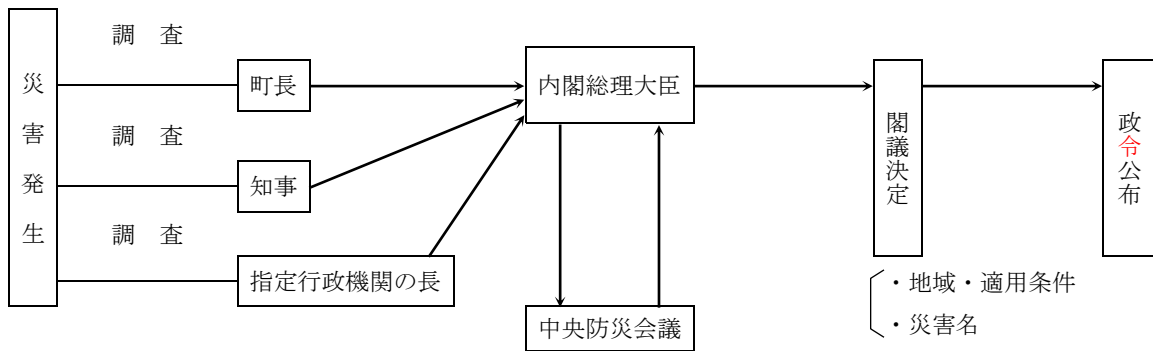 災害発生
調　査
町長
調　査
知事
調　査
指定行政機関の長
内閣総理大臣
中央防災会議
閣議決定
・地域・適用条件
・災害名
政令公布